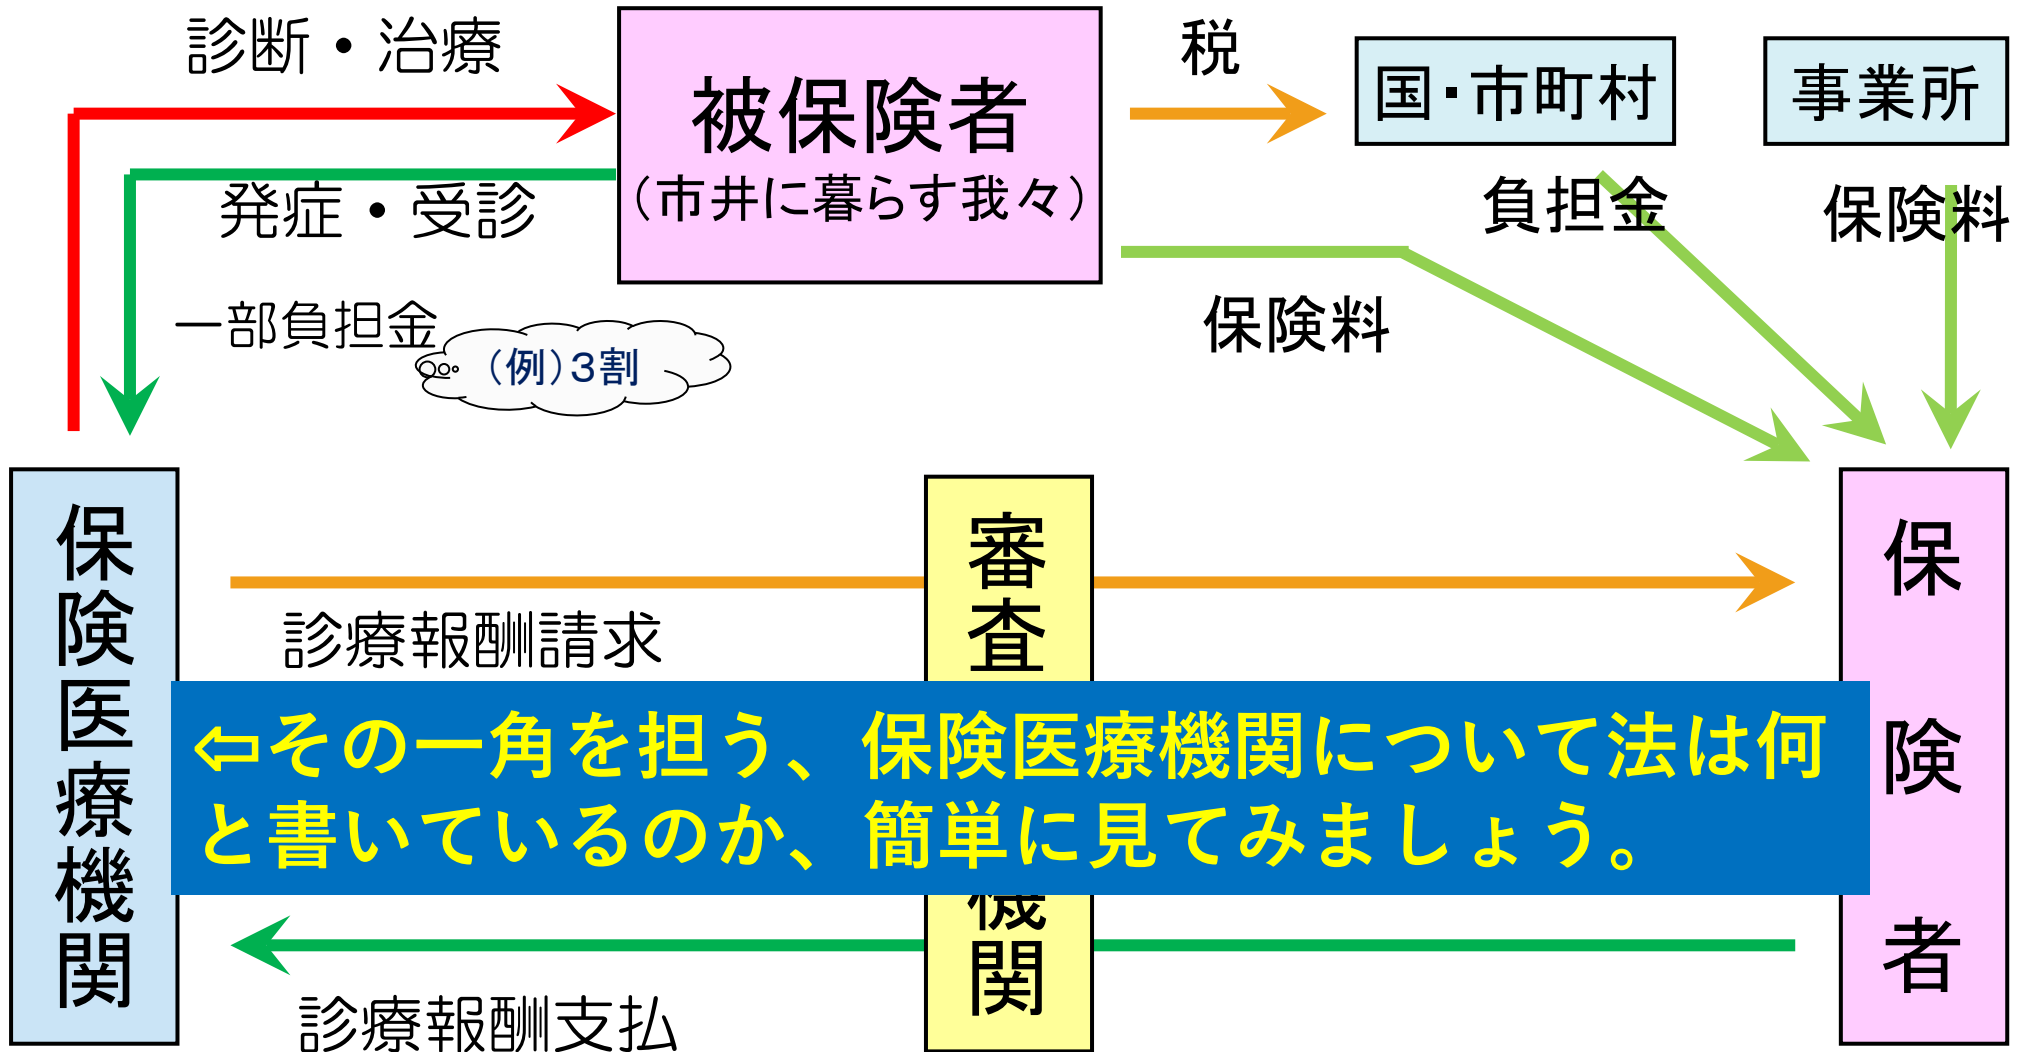 診断・治療
被保険者
（市井に暮らす我々）
税
国・市町村
事業所
発症・受診
負担金
保険料
一部負担金
（例）３割
保険料
保険医療機関
審査
機関
保険者
診療報酬請求
⇦その一角を担う、保険医療機関について法は何
と書いているのか、簡単に見てみましょう。
診療報酬支払